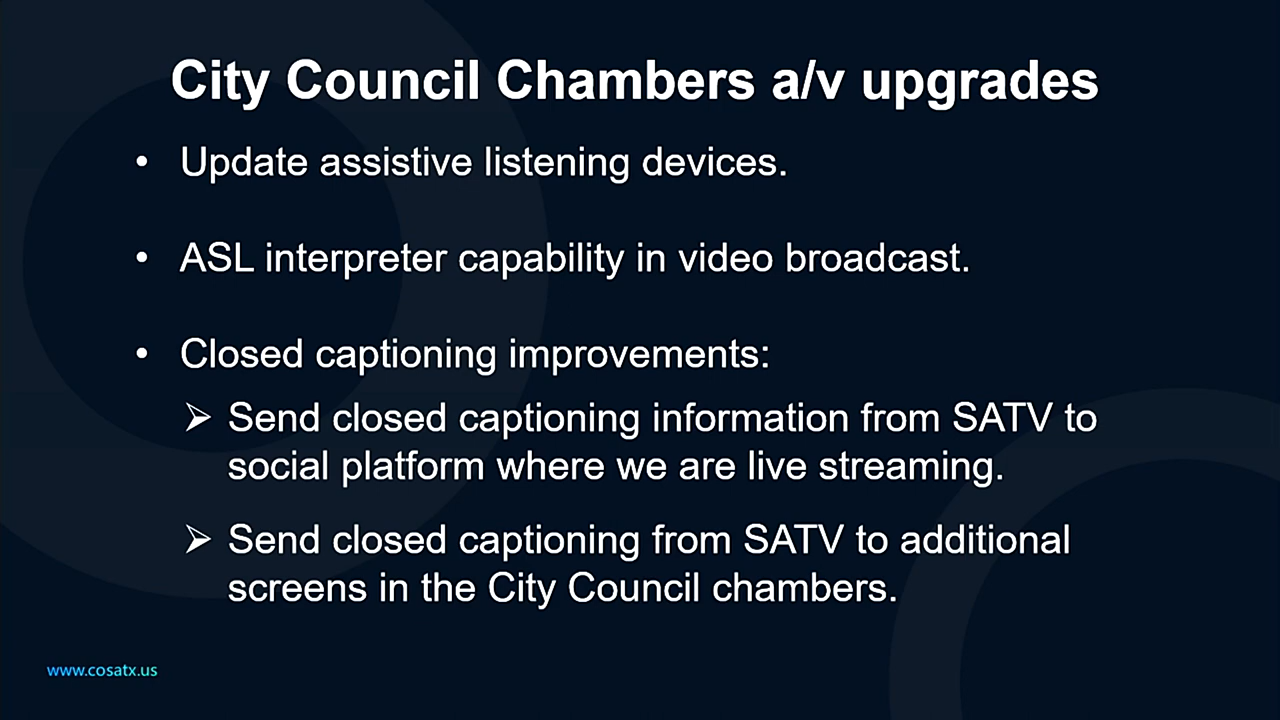 City Council Chambers a/v upgrades
• Update assistive listening devices.
• ASL interpreter capability in video broadcast.
• Closed captioning improvements:
➢ Send closed captioning information from SATV to
social platform where we are live streaming.
➢ Send closed captioning from SATV to additional
screens in the City Council chambers.
www.cosatx.us